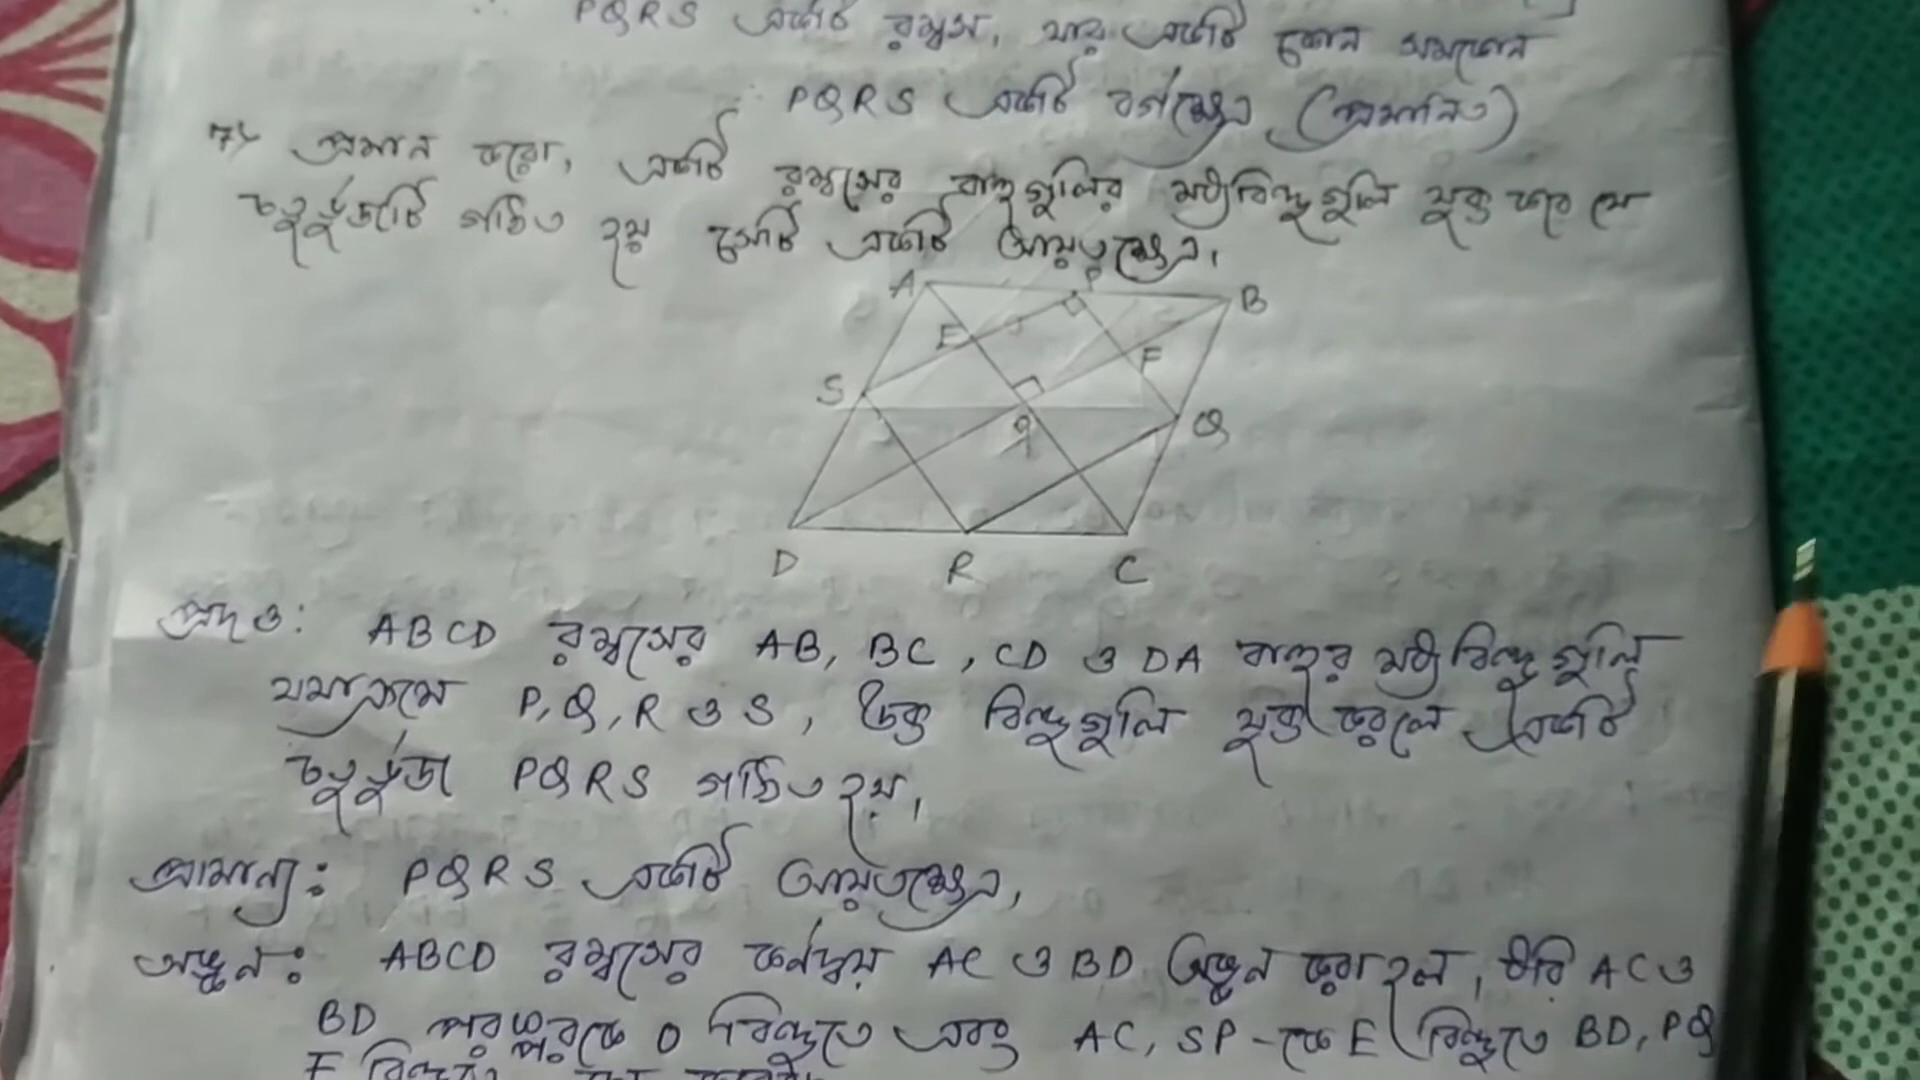 PQRS একটি রম্বস, যার একটি কোন সমকোন
PQRS একটি বর্গক্ষেত্র (প্রমানিত)
7) প্রমান করো, একটি রম্বসের বাহুগুলির মধ্যবিন্দুগুলি যুক্ত করে যে
চতুর্ভুজটি গঠিত হয় সেটি একটি আয়তক্ষেত্র।
A P B
E F
S Q
D R C
প্রদত্ত: ABCD রম্বসের AB, BC, CD ও DA বাহুর মধ্যবিন্দুগুলি
যথাক্রমে P, Q, R ও S, উক্ত বিন্দুগুলি যুক্ত করলে একটি
চতুর্ভুজ PQRS গঠিত হয়।
প্রামান্য: PQRS একটি আয়তক্ষেত্র,
অঙ্কন: ABCD রম্বসের কর্নদ্বয় AC ও BD অঙ্কন করা হল, ধরি AC ও
BD পরস্পরকে O বিন্দুতে এবং AC, SP-কে E বিন্দুতে BD, PQ
F বিন্দুতে